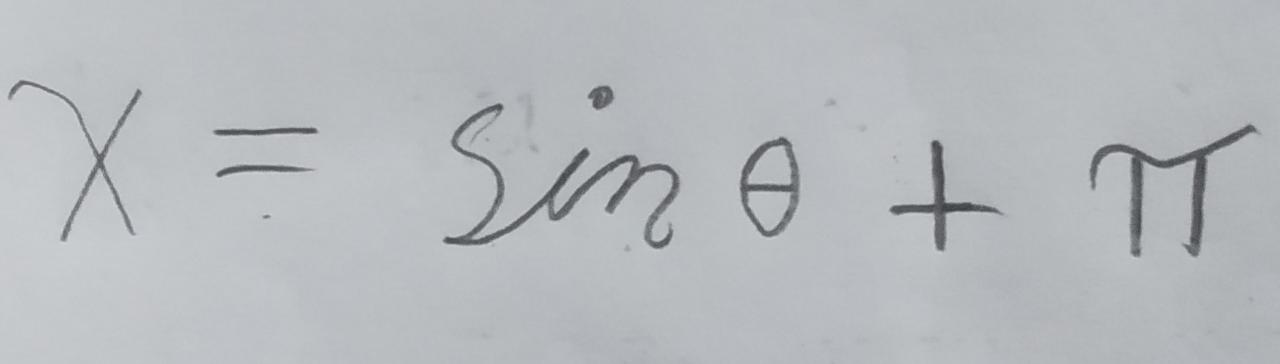 x = sin θ + π